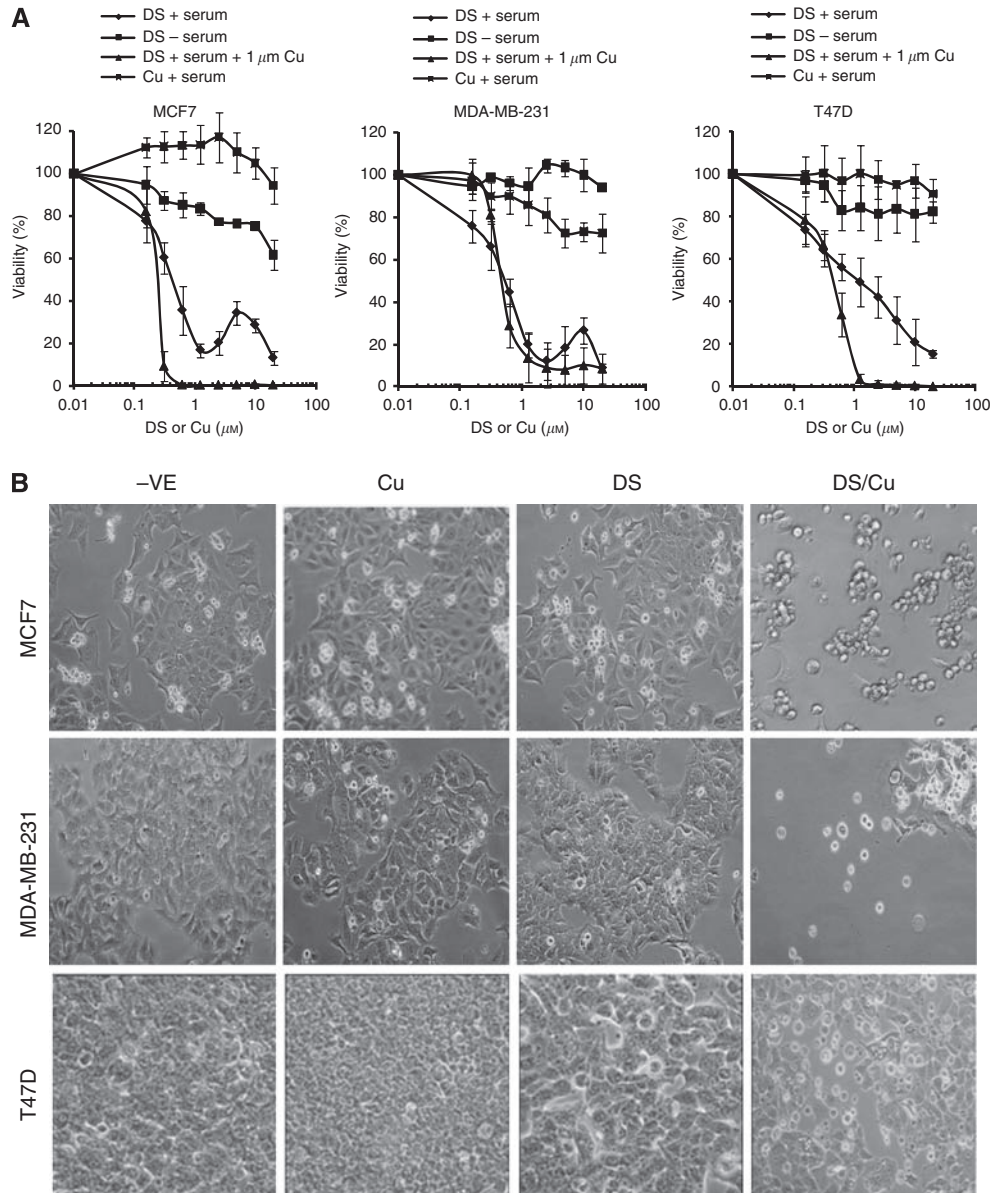 A
DS + serum
DS – serum
DS + serum + 1 μm Cu
Cu + serum
MCF7
120
100
80
60
40
20
0
Viability (%)
0.01
0.1
1
10
100
DS or Cu (μM)
DS + serum
DS – serum
DS + serum + 1 μm Cu
Cu + serum
MDA-MB-231
120
100
80
60
40
20
0
Viability (%)
0.01
0.1
1
10
100
DS or Cu (μM)
DS + serum
DS – serum
DS + serum + 1 μm Cu
Cu + serum
T47D
120
100
80
60
40
20
0
Viability (%)
0.01
0.1
1
10
100
DS or Cu (μM)
B
–VE
Cu
DS
DS/Cu
MCF7
MDA-MB-231
T47D